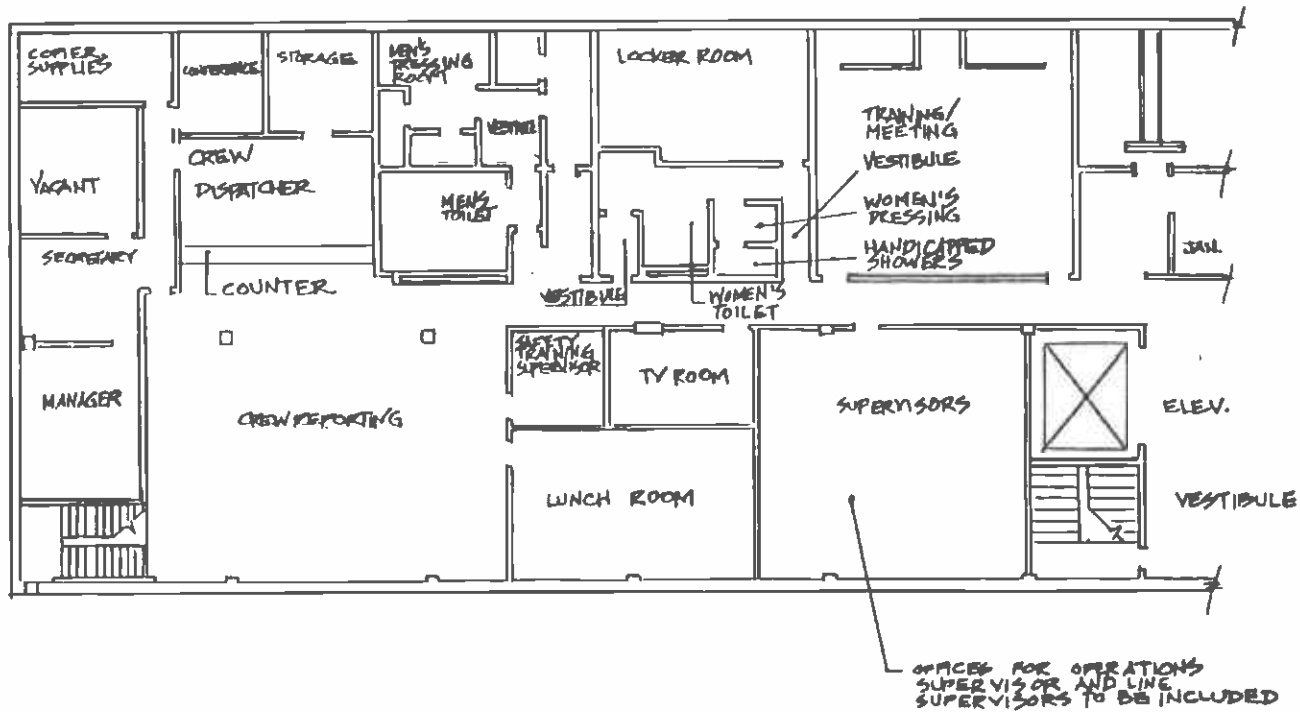 COPIER,
SUPPLIES
CONFERENCE
STORAGE
MEN'S
DRESSING
ROOM
LOCKER ROOM
TRAINING/
MEETING
VESTIBULE
WOMEN'S
DRESSING
HANDICAPPED
SHOWERS
CREW
DISPATCHER
VACANT
MEN'S
TOILET
SECRETARY
COUNTER
VESTIBULE
WOMEN'S
TOILET
JAN.
SAFETY
TRAINING
SUPERVISOR
TV ROOM
MANAGER
CREW REPORTING
SUPERVISORS
ELEV.
LUNCH ROOM
VESTIBULE
OFFICES FOR OPERATIONS
SUPERVISOR AND LINE
SUPERVISORS TO BE INCLUDED